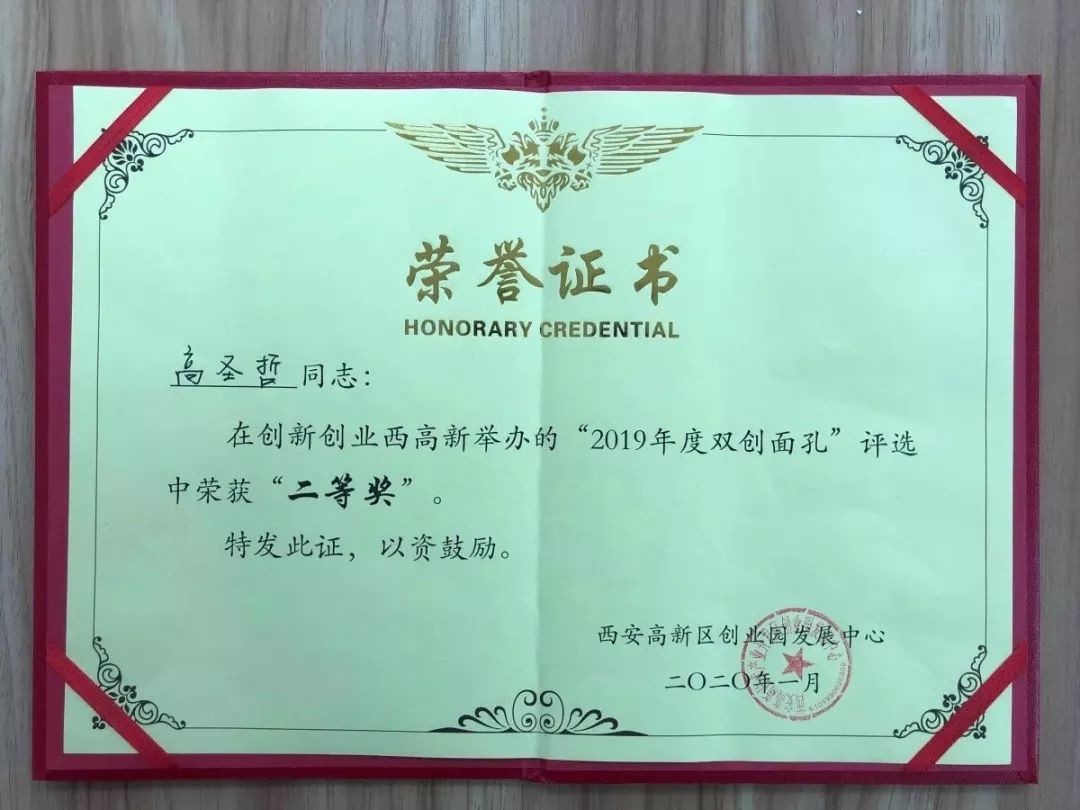 荣誉证书
HONORARY CREDENTIAL
高圣哲 同志：
在创新创业西高新举办的“2019年度双创面孔”评选
中荣获“二等奖”。
特发此证，以资鼓励。
西安高新区创业园发展中心
二〇二〇年一月